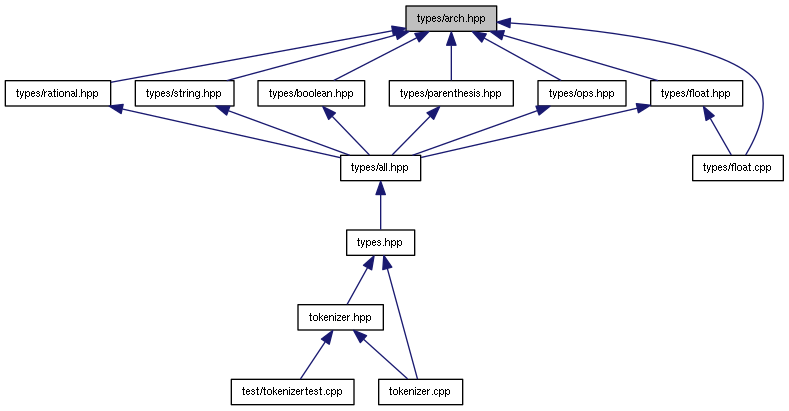 types/arch.hpp
types/rational.hpp
types/string.hpp
types/boolean.hpp
types/parenthesis.hpp
types/ops.hpp
types/float.hpp
types/all.hpp
types/float.cpp
types.hpp
tokenizer.hpp
test/tokenizertest.cpp
tokenizer.cpp